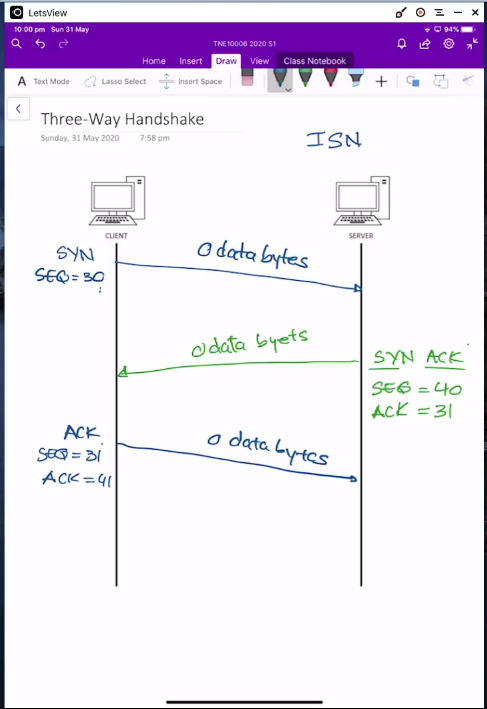 LetsView
10:00 pm Sun 31 May
94%
TNE10006 2020 S1
Home Insert Draw View Class Notebook
A Text Mode Lasso Select Insert Space
Three-Way Handshake
Sunday, 31 May 2020 7:58 pm
ISN
CLIENT SERVER
SYN
SEQ = 30
0 data bytes
0 data byets
SYN ACK
SEQ = 40
ACK = 31
ACK
SEQ = 31
ACK = 41
0 data bytes